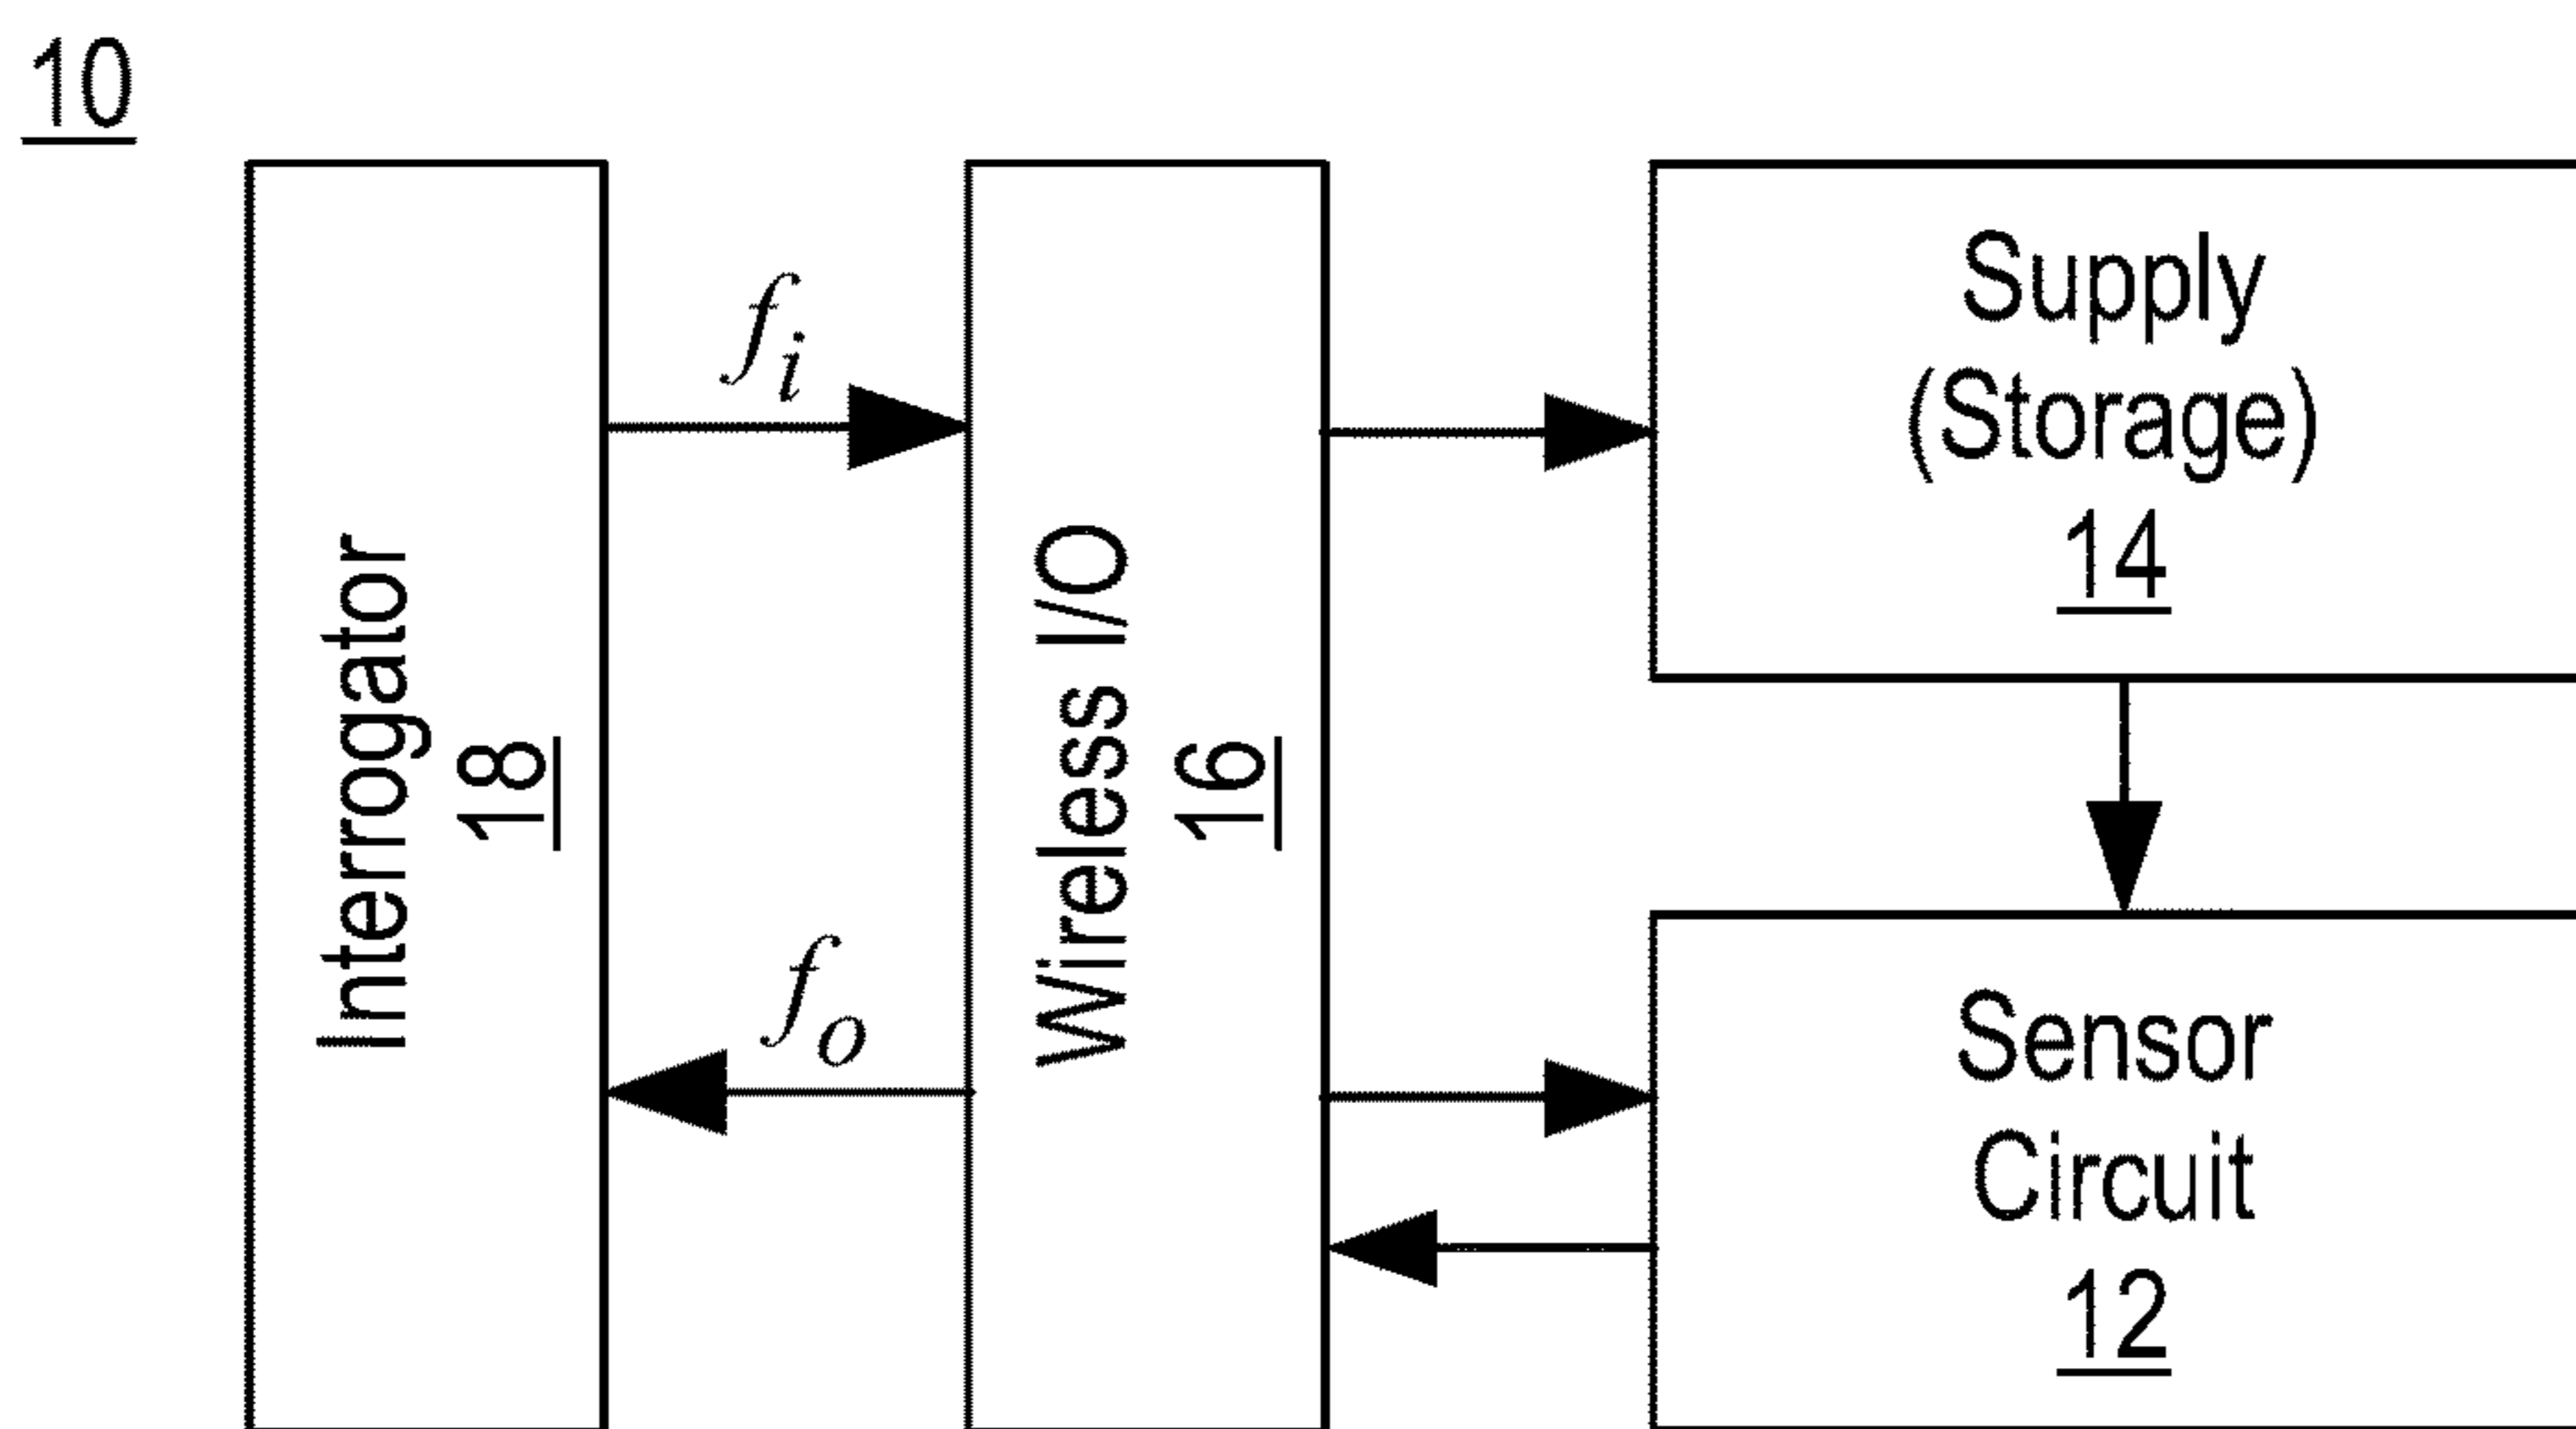 10
Interrogator
18
f_i
f_o
Wireless I/O
16
Supply
(Storage)
14
Sensor
Circuit
12